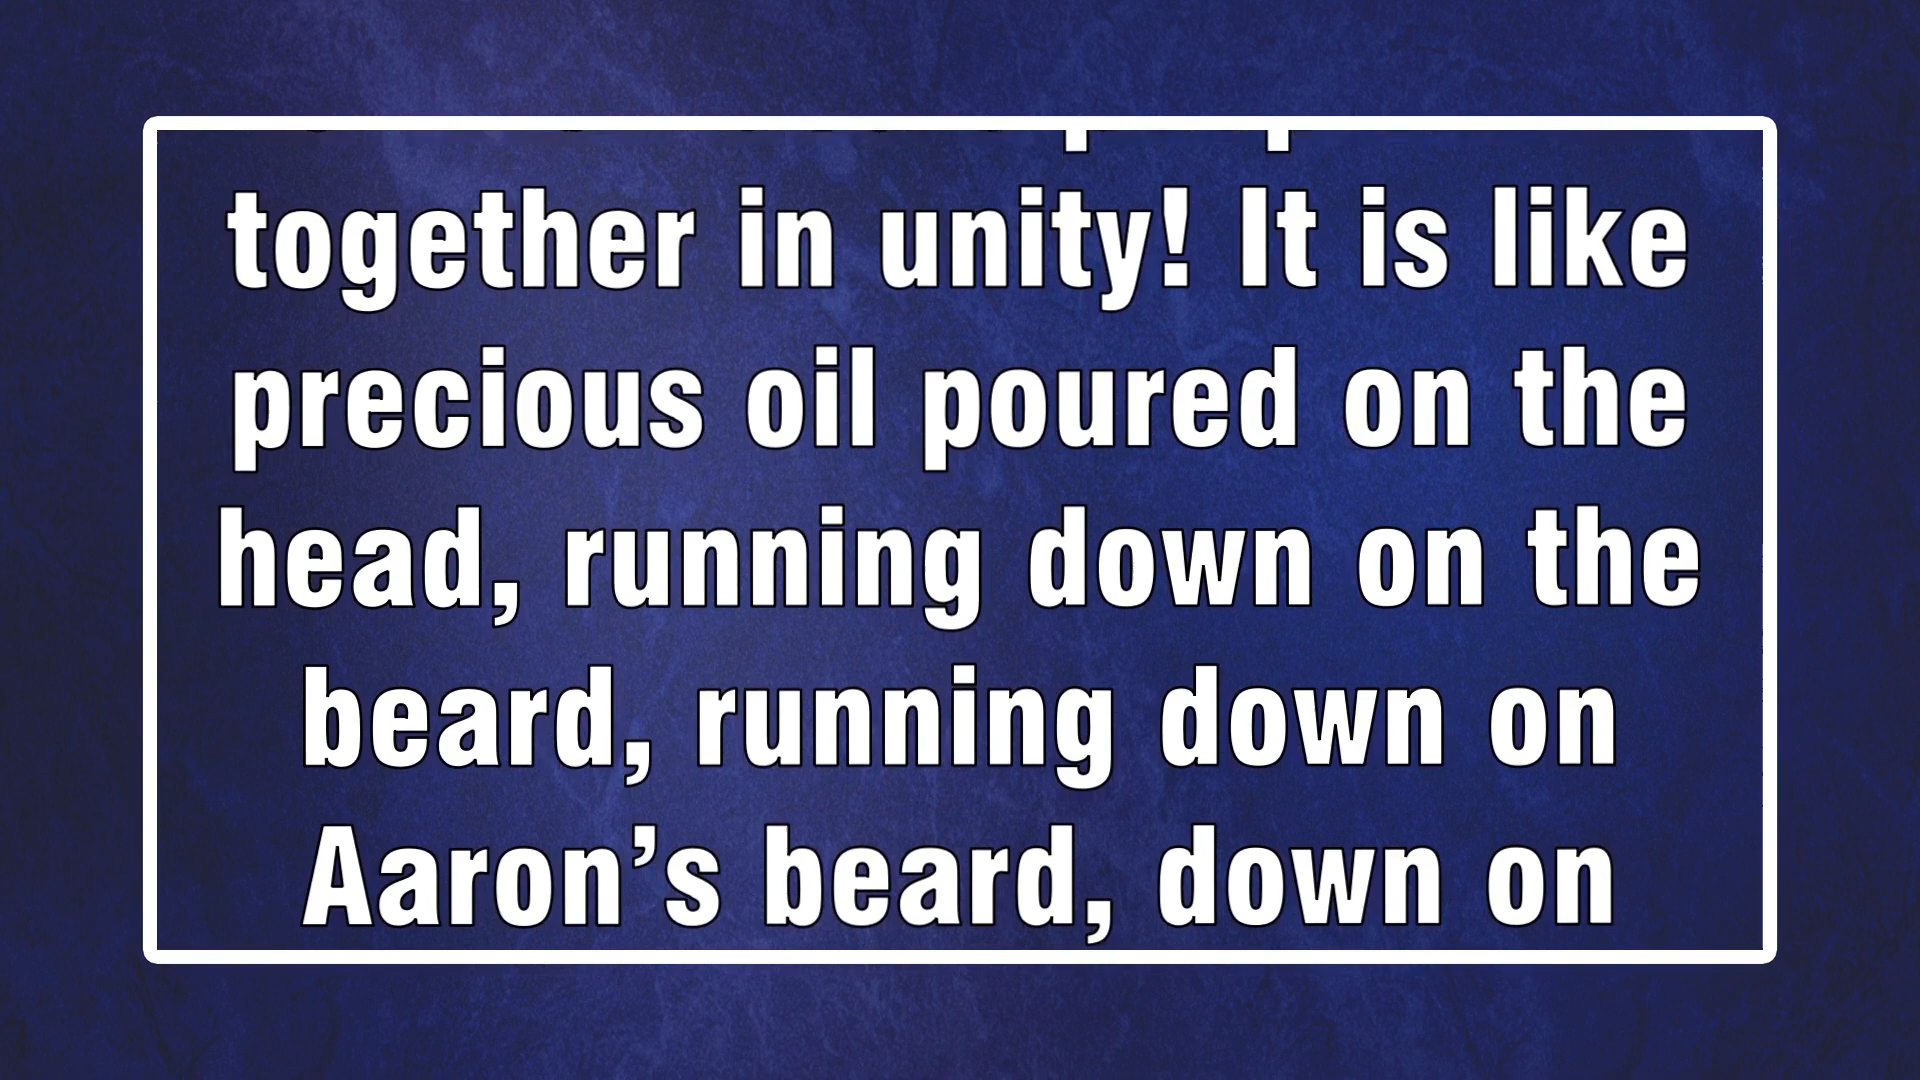 together in unity! It is like
precious oil poured on the
head, running down on the
beard, running down on
Aaron’s beard, down on